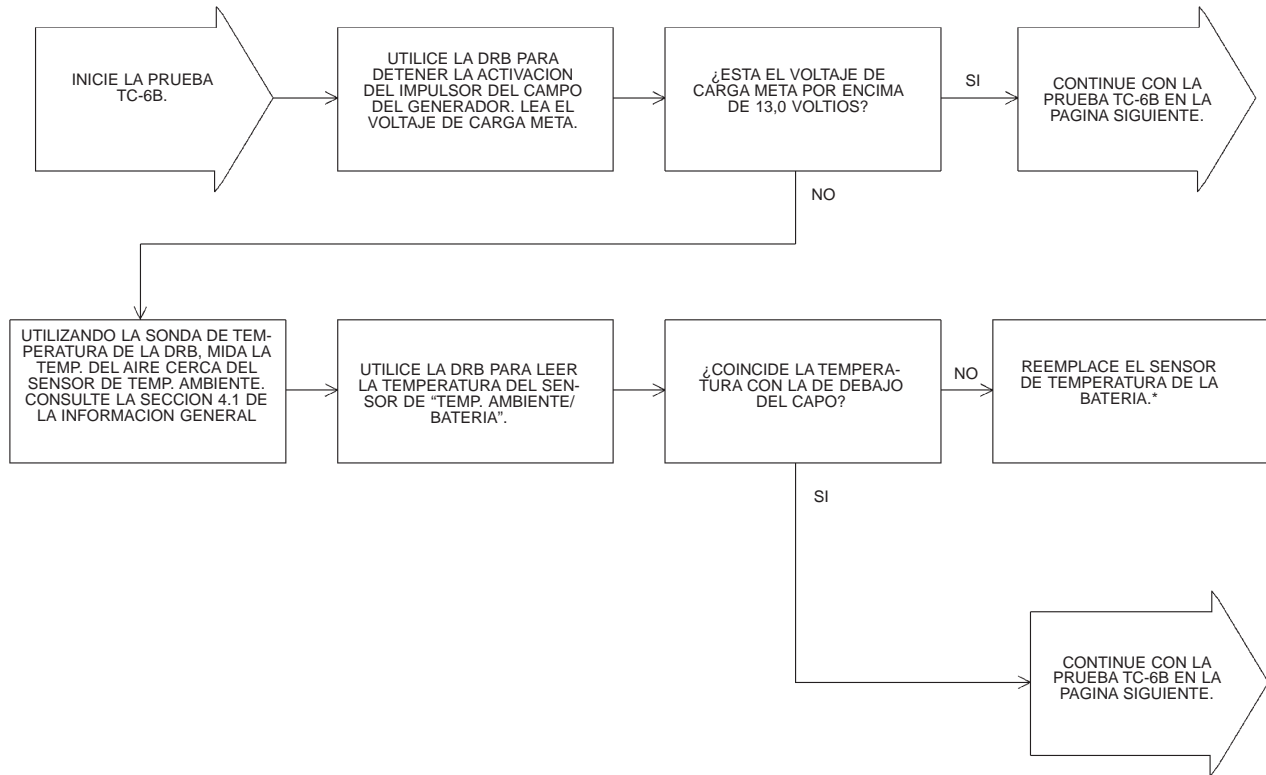 INICIE LA PRUEBA
TC-6B.
UTILICE LA DRB PARA
DETENER LA ACTIVACION
DEL IMPULSOR DEL CAMPO
DEL GENERADOR. LEA EL
VOLTAJE DE CARGA META.
¿ESTA EL VOLTAJE DE
CARGA META POR ENCIMA
DE 13,0 VOLTIOS?
SI
CONTINUE CON LA
PRUEBA TC-6B EN LA
PAGINA SIGUIENTE.
NO
UTILIZANDO LA SONDA DE TEM-
PERATURA DE LA DRB, MIDA LA
TEMP. DEL AIRE CERCA DEL
SENSOR DE TEMP. AMBIENTE.
CONSULTE LA SECCION 4.1 DE
LA INFORMACION GENERAL
UTILICE LA DRB PARA LEER
LA TEMPERATURA DEL SEN-
SOR DE “TEMP. AMBIENTE/
BATERIA”.
¿COINCIDE LA TEMPERA-
TURA CON LA DE DEBAJO
DEL CAPO?
NO
REEMPLACE EL SENSOR
DE TEMPERATURA DE LA
BATERIA.*
SI
CONTINUE CON LA
PRUEBA TC-6B EN LA
PAGINA SIGUIENTE.